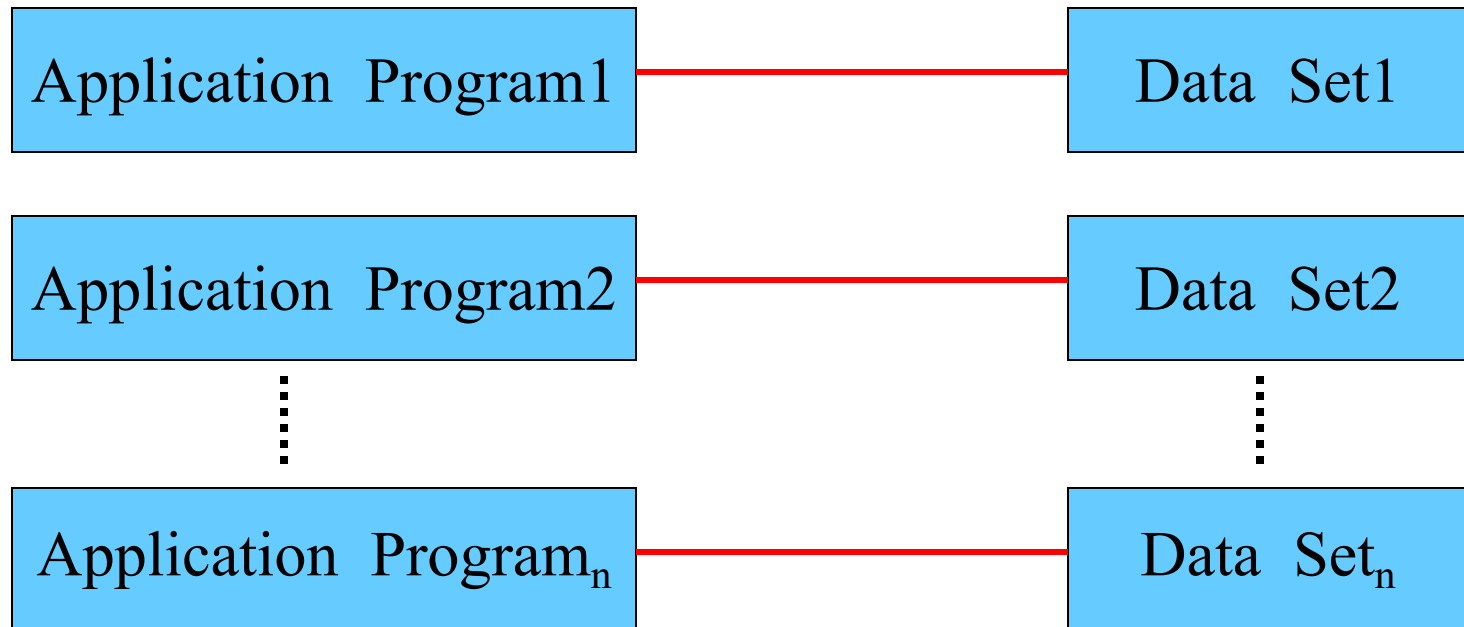 Application Program1
Data Set1
Application Program2
Data Set2
Application Programn
Data Setn